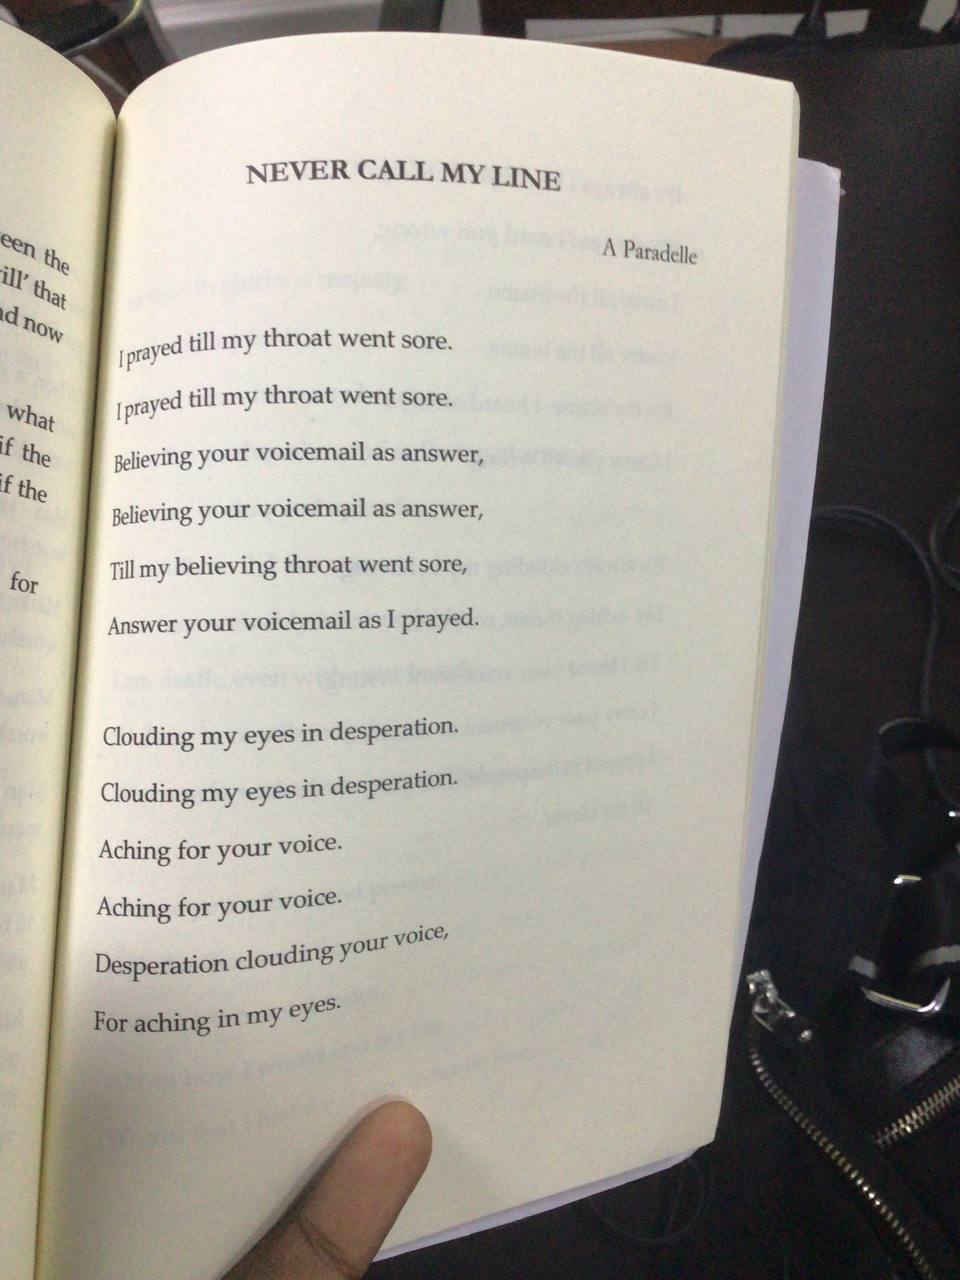 een the
ill' that
nd now
what
if the
if the
for
NEVER CALL MY LINE
A Paradelle
I prayed till my throat went sore.
I prayed till my throat went sore.
Believing your voicemail as answer,
Believing your voicemail as answer,
Till my believing throat went sore,
Answer your voicemail as I prayed.
Clouding my eyes in desperation.
Clouding my eyes in desperation.
Aching for your voice.
Aching for your voice.
Desperation clouding your voice,
For aching in my eyes.